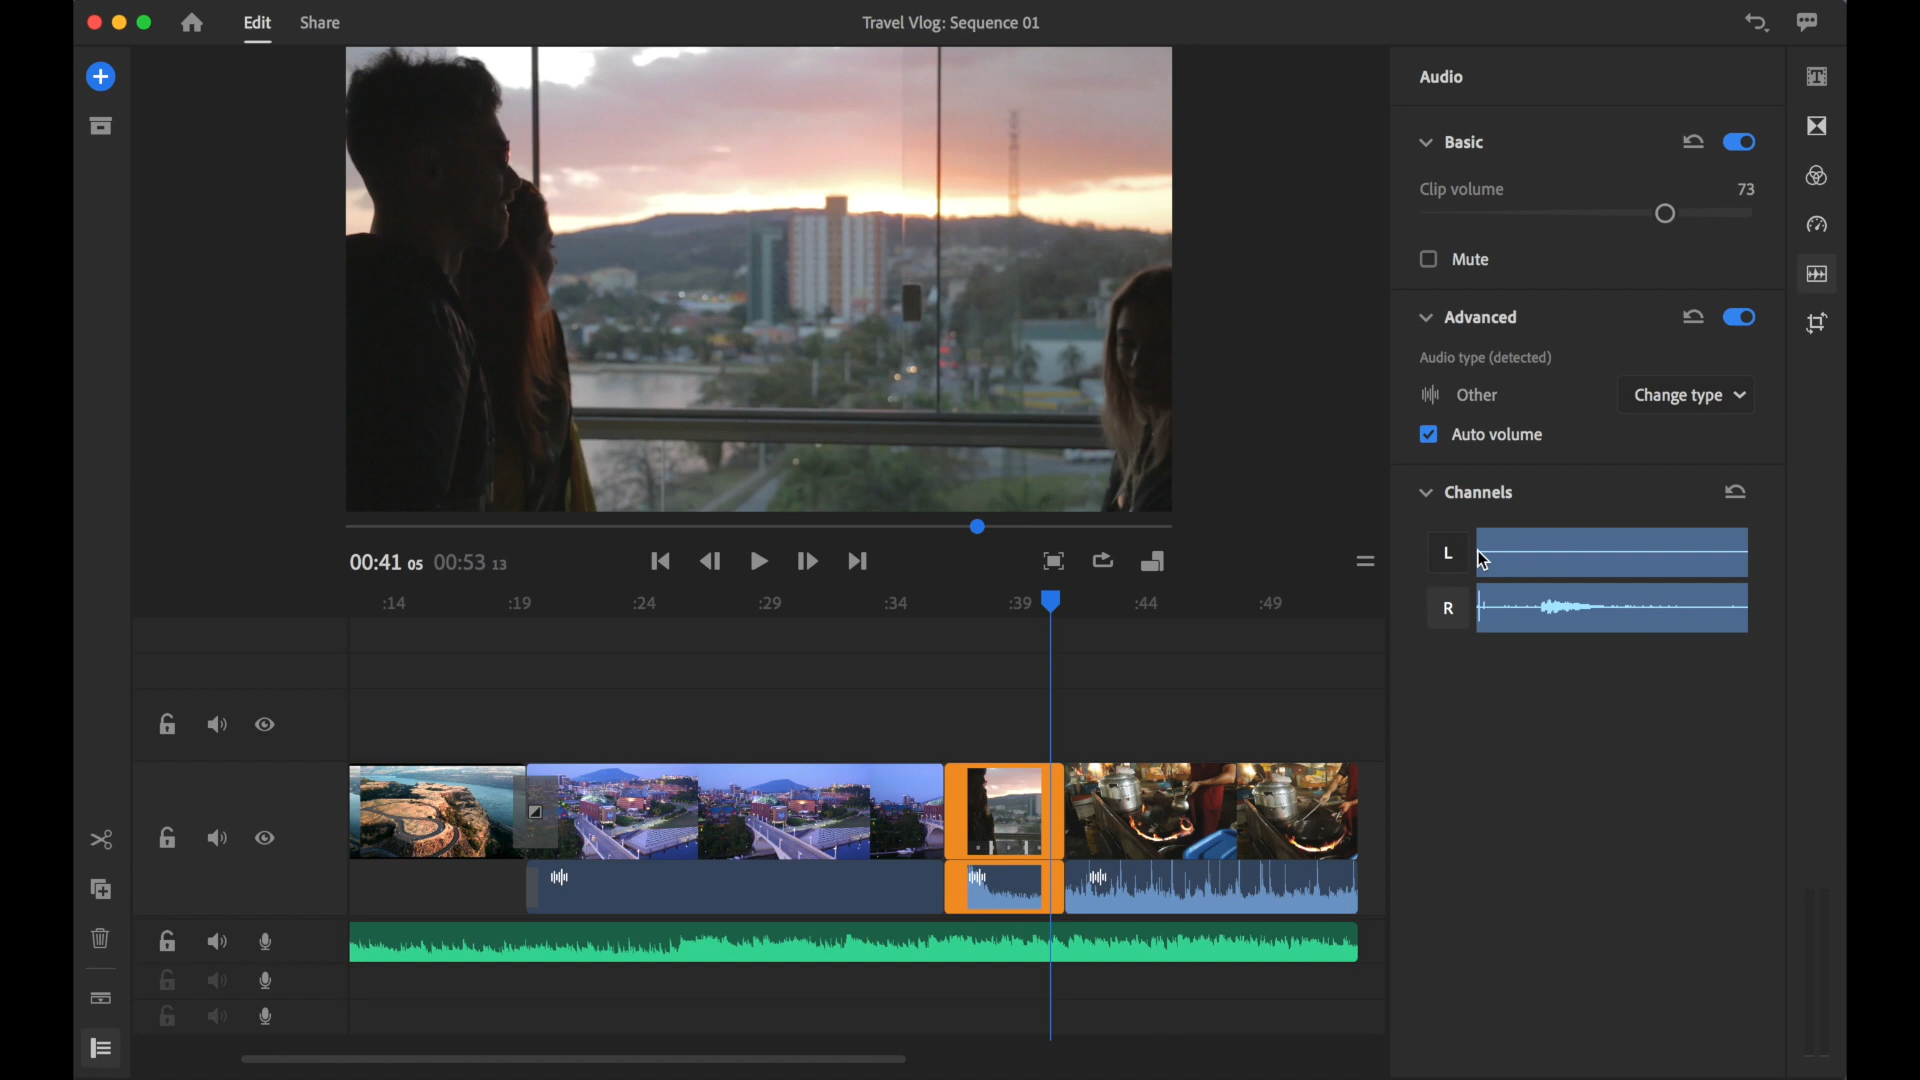 Edit
Share
Travel Vlog: Sequence 01
Audio
Basic
Clip volume
73
Mute
Advanced
Audio type (detected)
Other
Change type
Auto volume
Channels
L
R
00:41 05
00:53 13
:14
:19
:24
:29
:34
:39
:44
:49